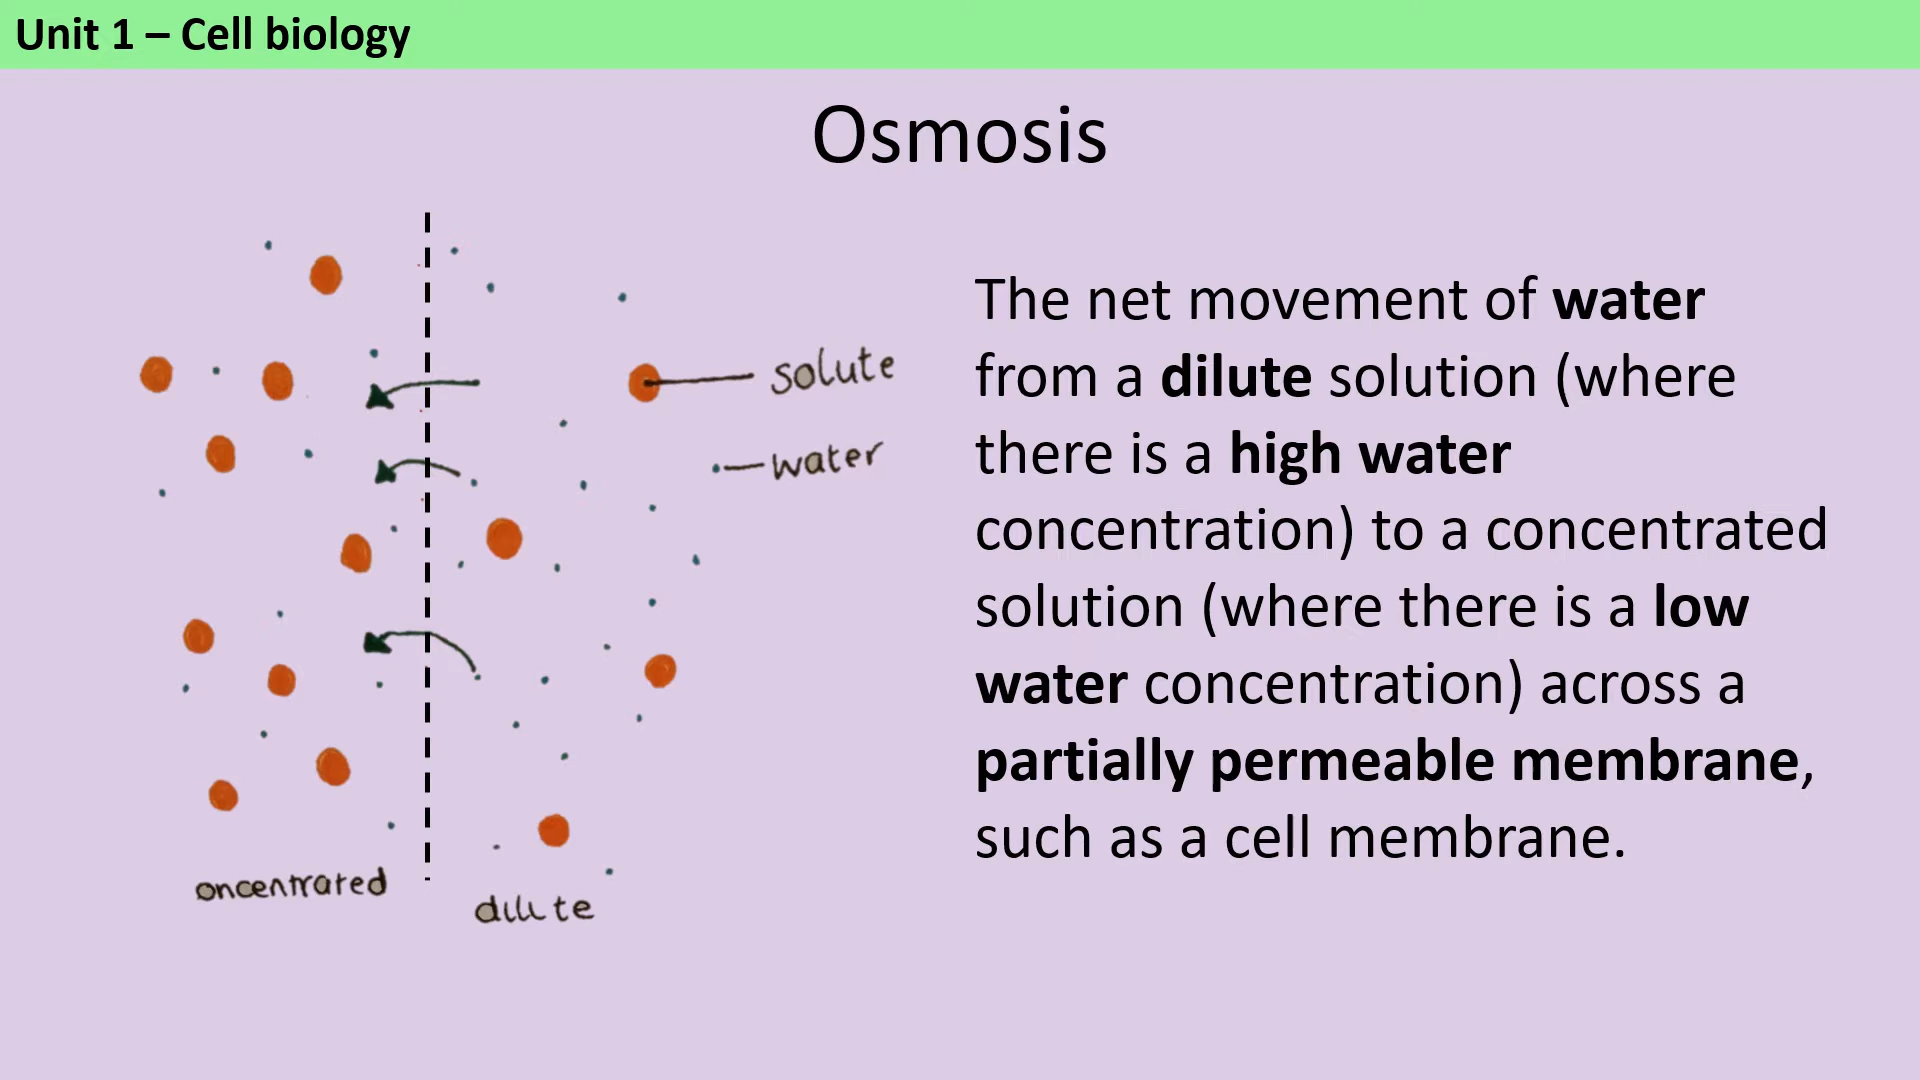 Unit 1 – Cell biology
Osmosis
solute
water
oncentrated
dilute
The net movement of water
from a dilute solution (where
there is a high water
concentration) to a concentrated
solution (where there is a low
water concentration) across a
partially permeable membrane,
such as a cell membrane.